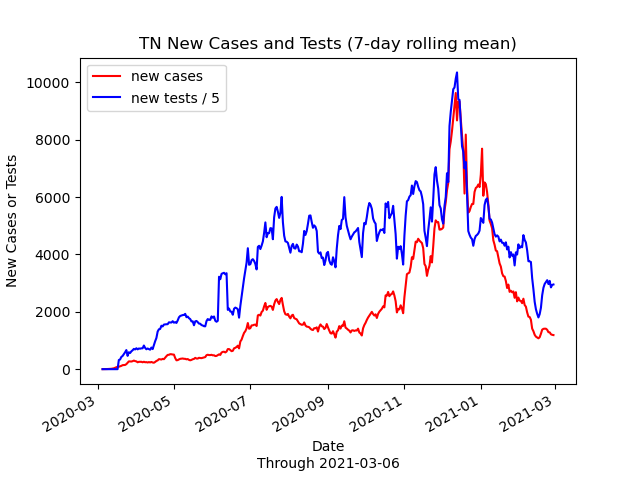 TN New Cases and Tests (7-day rolling mean)
new cases
new tests / 5
New Cases or Tests
10000
8000
6000
4000
2000
0
2020-03
2020-05
2020-07
2020-09
2020-11
2021-01
2021-03
Date
Through 2021-03-06